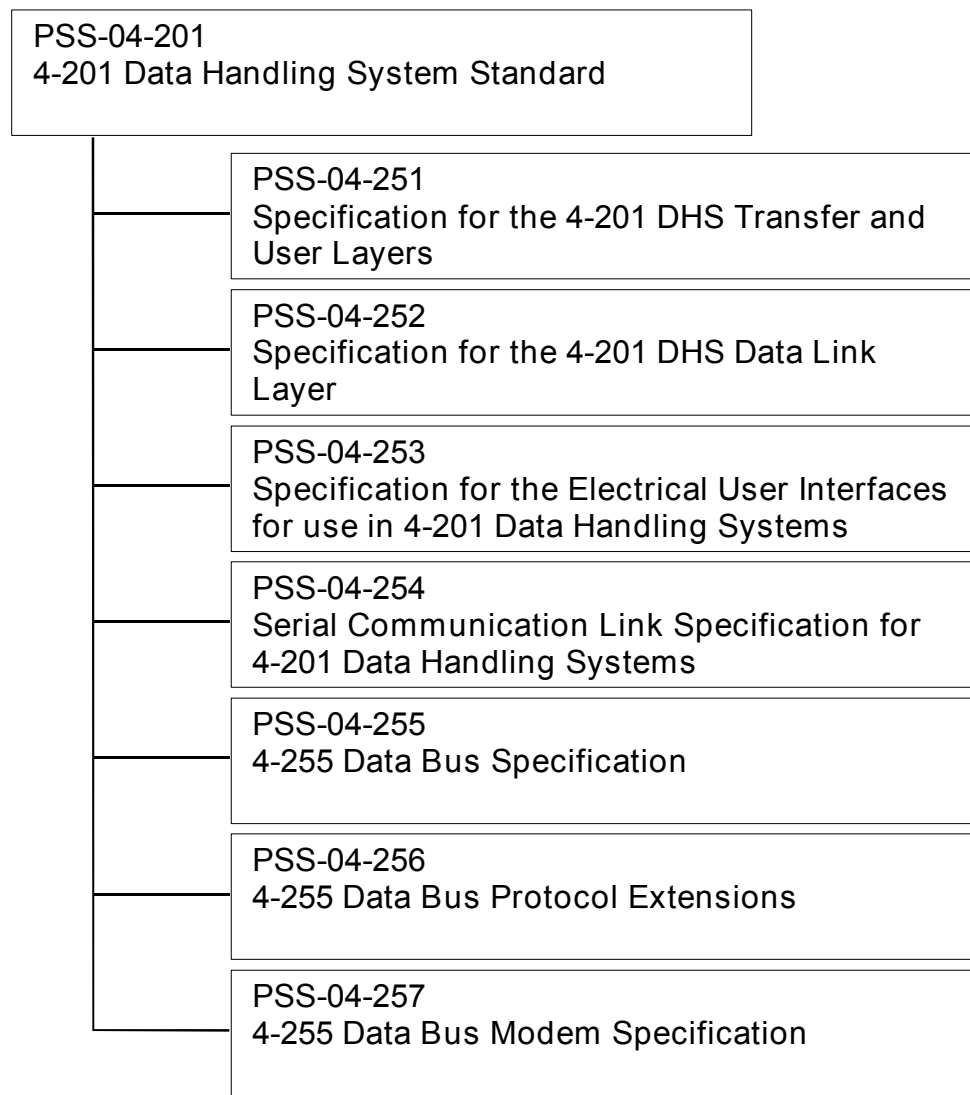 PSS-04-201
4-201 Data Handling System Standard
PSS-04-251
Specification for the 4-201 DHS Transfer and
User Layers
PSS-04-252
Specification for the 4-201 DHS Data Link
Layer
PSS-04-253
Specification for the Electrical User Interfaces
for use in 4-201 Data Handling Systems
PSS-04-254
Serial Communication Link Specification for
4-201 Data Handling Systems
PSS-04-255
4-255 Data Bus Specification
PSS-04-256
4-255 Data Bus Protocol Extensions
PSS-04-257
4-255 Data Bus Modem Specification